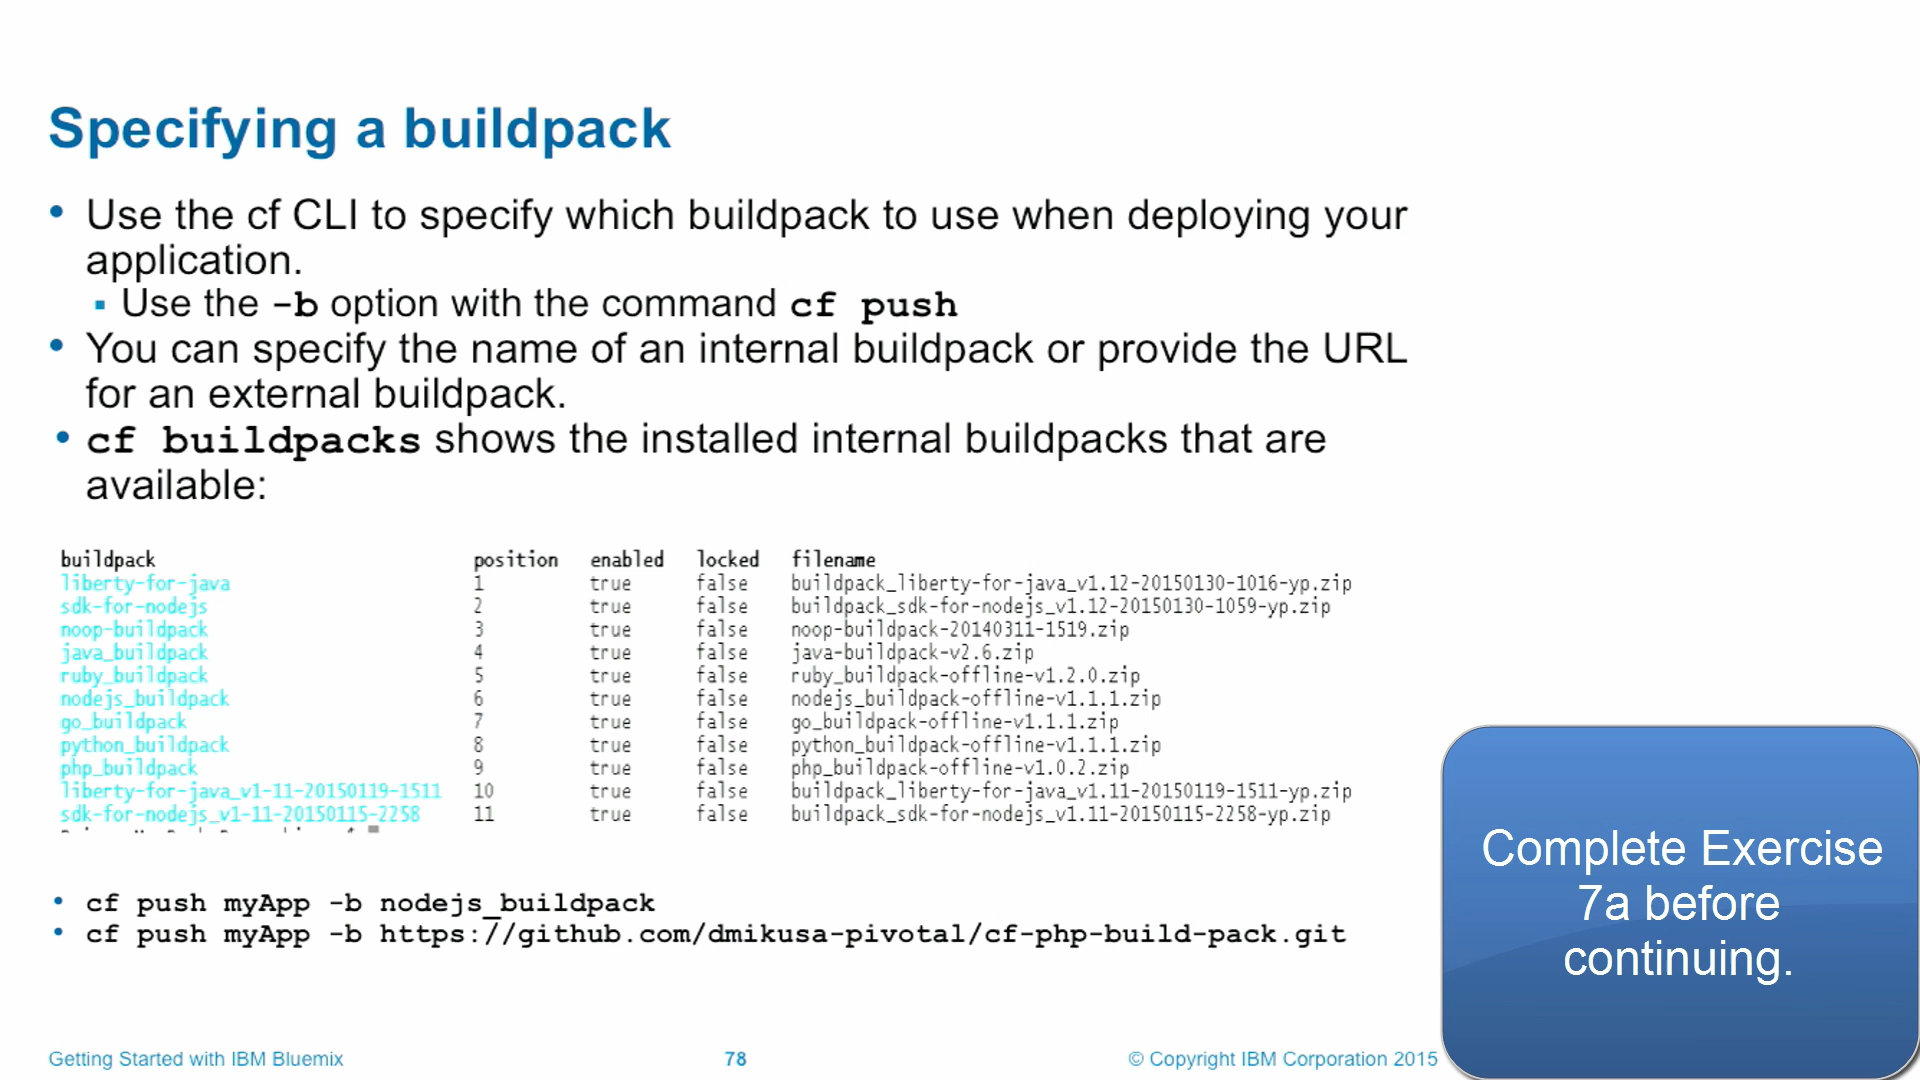 Specifying a buildpack
• Use the cf CLI to specify which buildpack to use when deploying your
application.
▪ Use the -b option with the command cf push
• You can specify the name of an internal buildpack or provide the URL
for an external buildpack.
• cf buildpacks shows the installed internal buildpacks that are
available:
buildpack position enabled locked filename
liberty-for-java 1 true false buildpack_liberty-for-java_v1.12-20150130-1016-yp.zip
sdk-for-nodejs 2 true false buildpack_sdk-for-nodejs_v1.12-20150130-1059-yp.zip
noop-buildpack 3 true false noop-buildpack-20140311-1519.zip
java_buildpack 4 true false java-buildpack-v2.6.zip
ruby_buildpack 5 true false ruby_buildpack-offline-v1.2.0.zip
nodejs_buildpack 6 true false nodejs_buildpack-offline-v1.1.1.zip
go_buildpack 7 true false go_buildpack-offline-v1.1.1.zip
python_buildpack 8 true false python_buildpack-offline-v1.1.1.zip
php_buildpack 9 true false php_buildpack-offline-v1.0.2.zip
liberty-for-java_v1-11-20150119-1511 10 true false buildpack_liberty-for-java_v1.11-20150119-1511-yp.zip
sdk-for-nodejs_v1-11-20150115-2258 11 true false buildpack_sdk-for-nodejs_v1.11-20150115-2258-yp.zip
• cf push myApp -b nodejs_buildpack
• cf push myApp -b https://github.com/dmikusa-pivotal/cf-php-build-pack.git
Complete Exercise
7a before
continuing.
Getting Started with IBM Bluemix 78 © Copyright IBM Corporation 2015